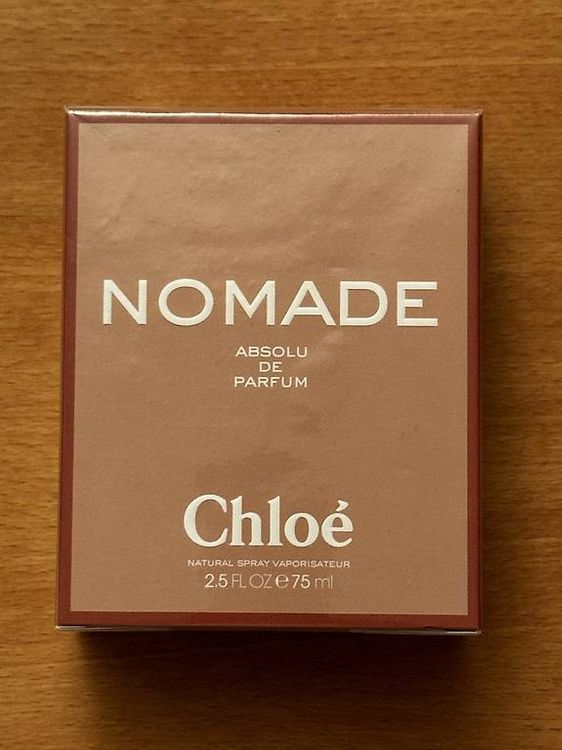 NOMADE
ABSOLU
DE
PARFUM
Chloé
NATURAL SPRAY VAPORISATEUR
2.5 FL OZ ℮ 75 ml